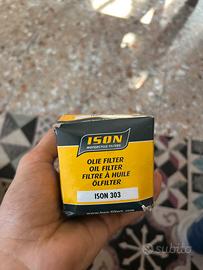 ISON
MOTORCYCLE FILTERS
OLIE FILTER
OIL FILTER
FILTRE À HUILE
ÖLFILTER
ISON 303
subito